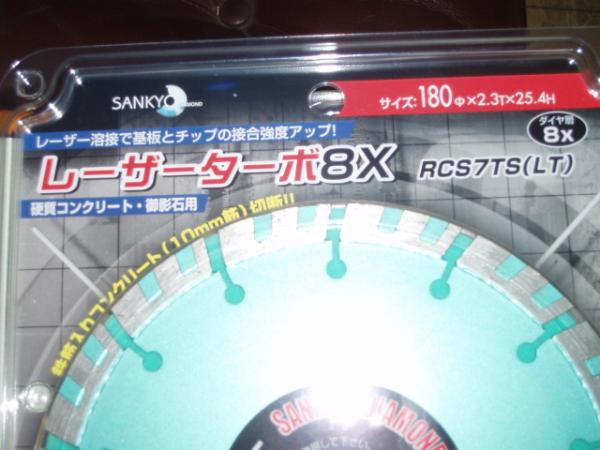 SANKYO DIAMOND
サイズ:180Φ×2.3T×25.4H
レーザー溶接で基板とチップの接合強度アップ!
ダイヤ層
8X
レーザーターボ8X RCS7TS(LT)
硬質コンクリート・御影石用
鉄筋入りコンクリート(10mm筋)切断!!
DIAMOND